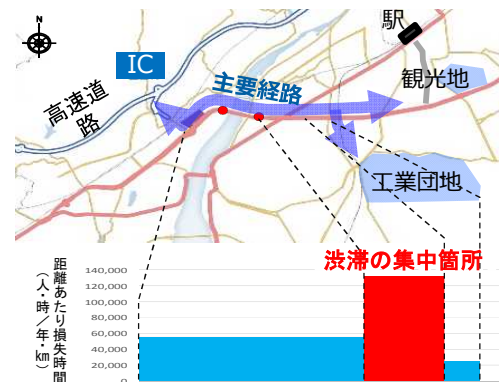 駅
IC
主要経路
観光地
高速道
路
工業団地
渋滞の集中箇所
距離あたり損失時間
（人・時／年・km）
140,000
120,000
100,000
80,000
60,000
40,000
20,000
0